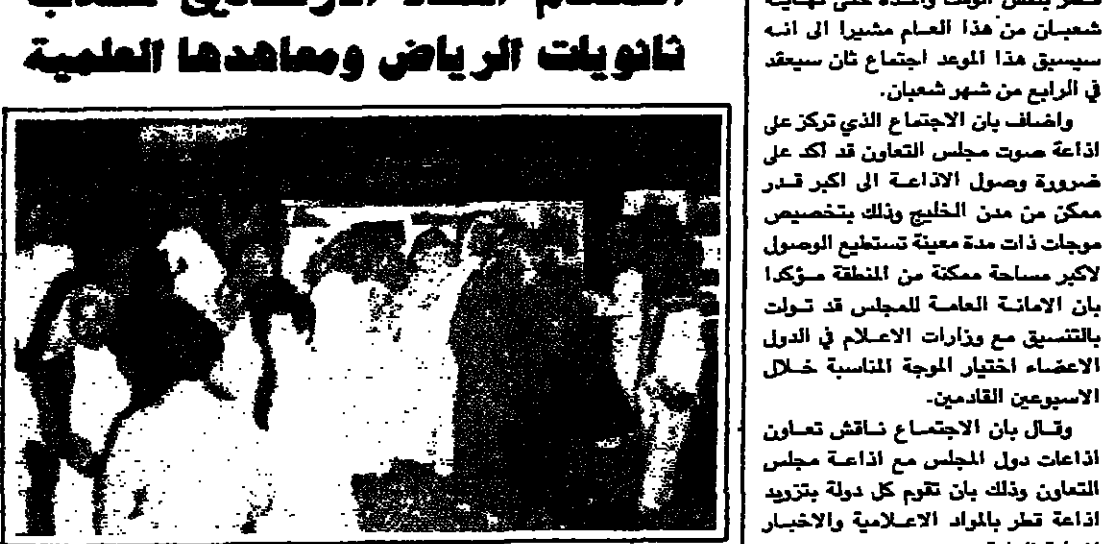 ثانويات الرياض ومعاهدها العلمية
شعبان من هذا العام مشيرا الى انه
سيسبق هذا الموعد اجتماع ثان سيعقد
في الرابع من شهر شعبان.
واضاف بان الاجتماع الذي تركز على
اذاعة صوت مجلس التعاون قد اكد على
ضرورة وصول الاذاعة الى اكبر قدر
ممكن من مدن الخليج وذلك بتخصيص
موجات ذات مدة معينة تستطيع الوصول
لاكبر مساحة ممكنة من المنطقة مؤكدا
بان الامانة العامة للمجلس قد تولت
بالتنسيق مع وزارات الاعلام في الدول
الاعضاء اختيار الموجة المناسبة خلال
الاسبوعين القادمين.
وقال بان الاجتماع ناقش تعاون
اذاعات دول المجلس مع اذاعة مجلس
التعاون وذلك بان تقوم كل دولة بتزويد
اذاعة قطر بالمواد الاعلامية والاخبار